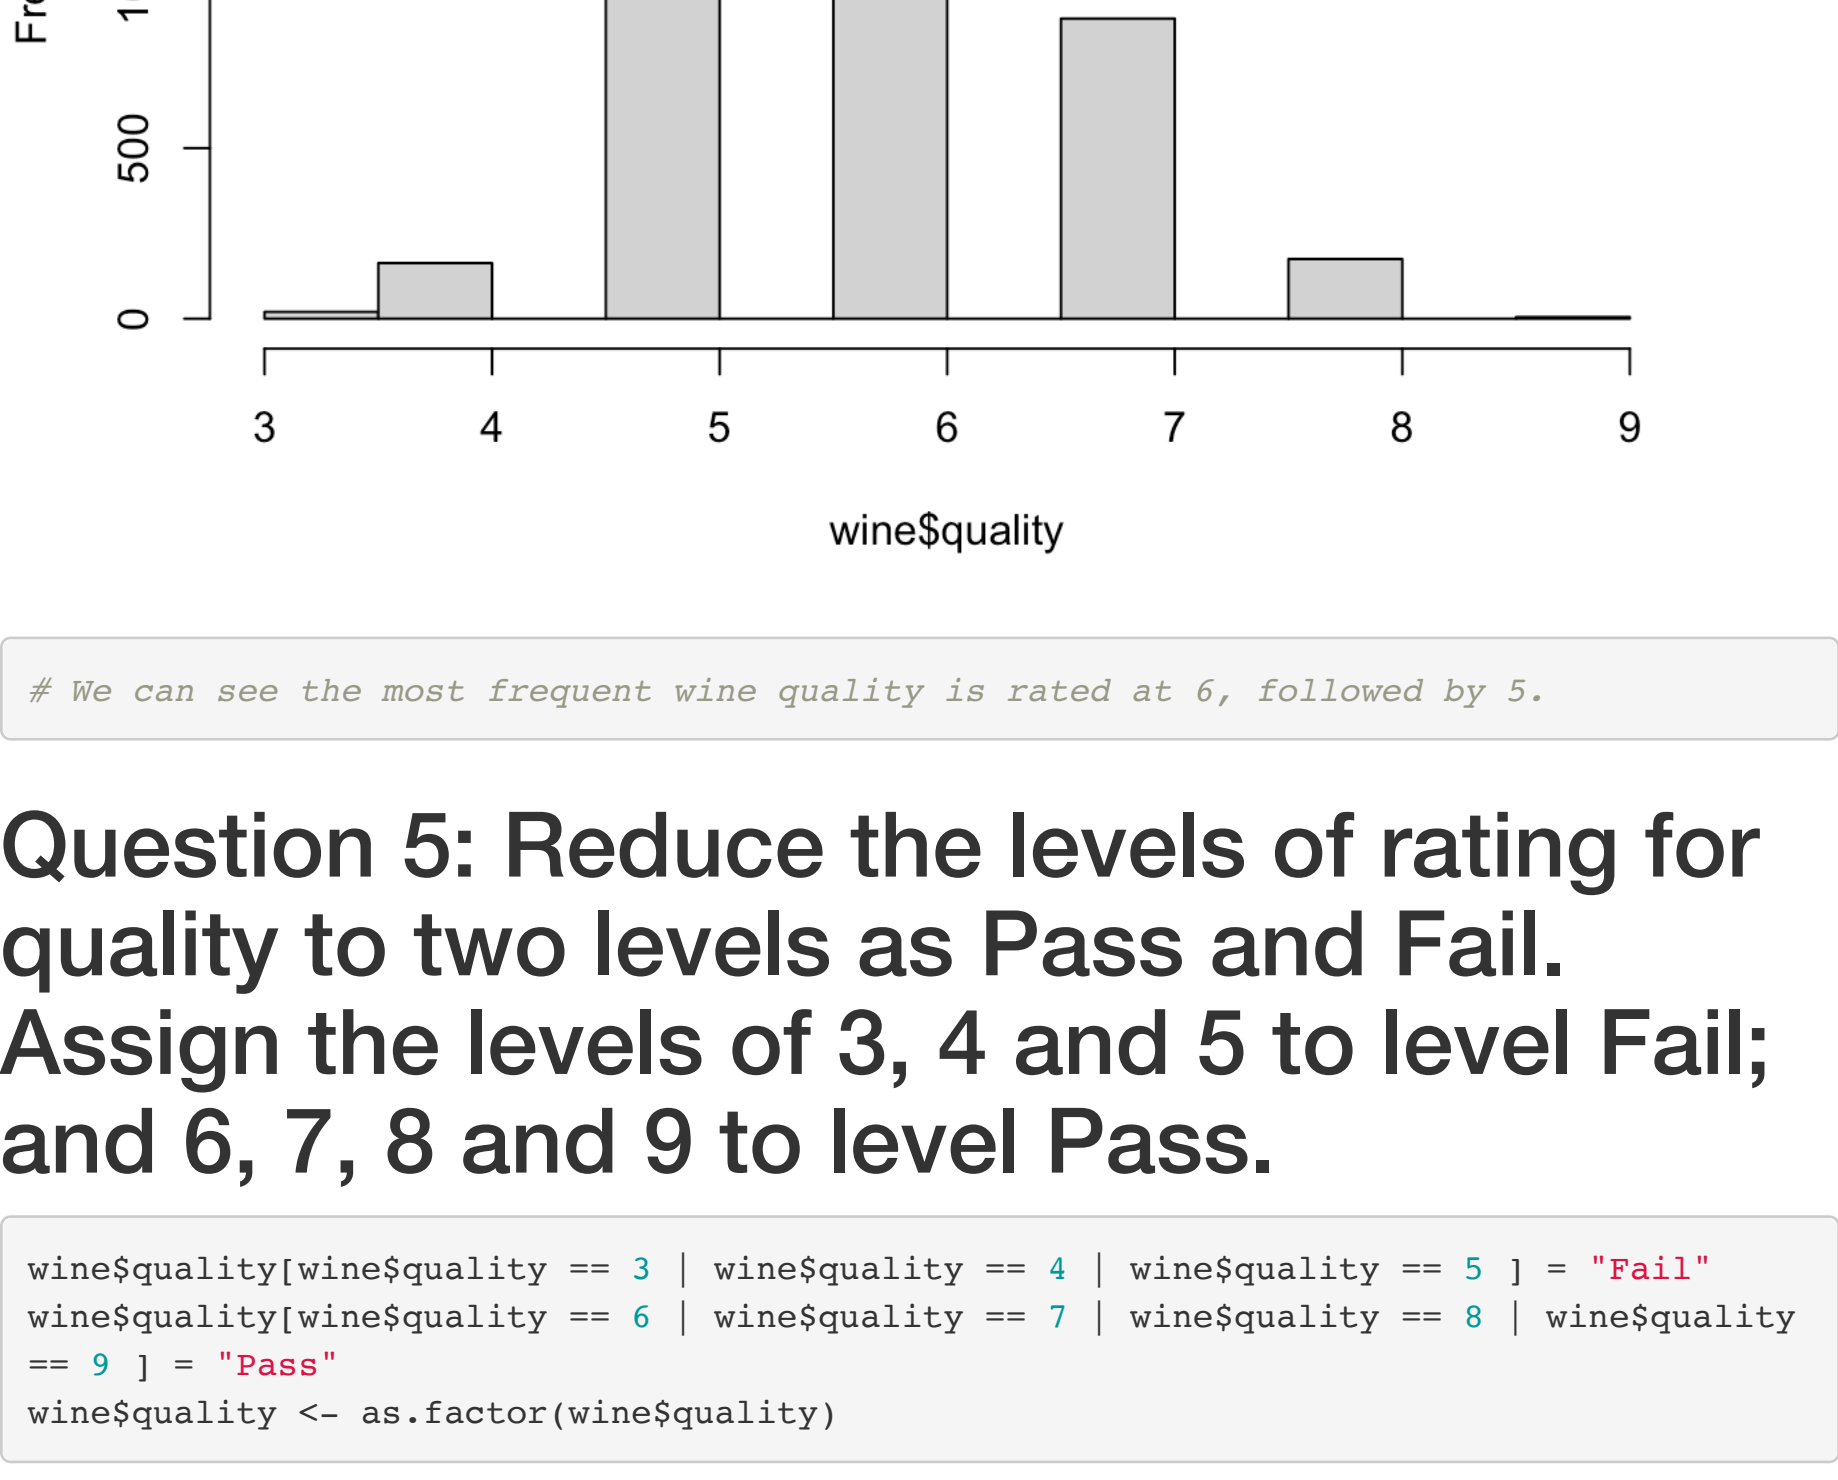 500
0
3 4 5 6 7 8 9
wine$quality
# We can see the most frequent wine quality is rated at 6, followed by 5.
Question 5: Reduce the levels of rating for
quality to two levels as Pass and Fail.
Assign the levels of 3, 4 and 5 to level Fail;
and 6, 7, 8 and 9 to level Pass.
wine$quality[wine$quality == 3 | wine$quality == 4 | wine$quality == 5 ] = "Fail"
wine$quality[wine$quality == 6 | wine$quality == 7 | wine$quality == 8 | wine$quality
== 9 ] = "Pass"
wine$quality <- as.factor(wine$quality)